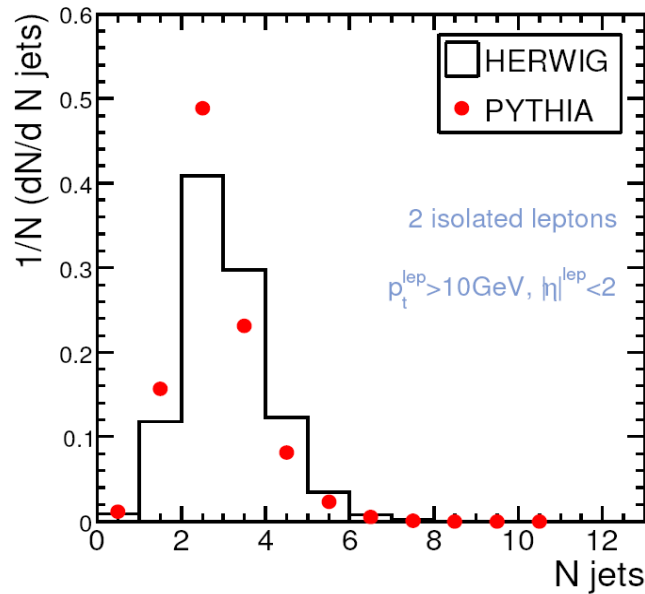 0.6
0.5
0.4
0.3
0.2
0.1
0
1/N (dN/d N jets)
HERWIG
PYTHIA
2 isolated leptons
p_t^lep>10GeV, |η|^lep<2
0 2 4 6 8 10 12
N jets